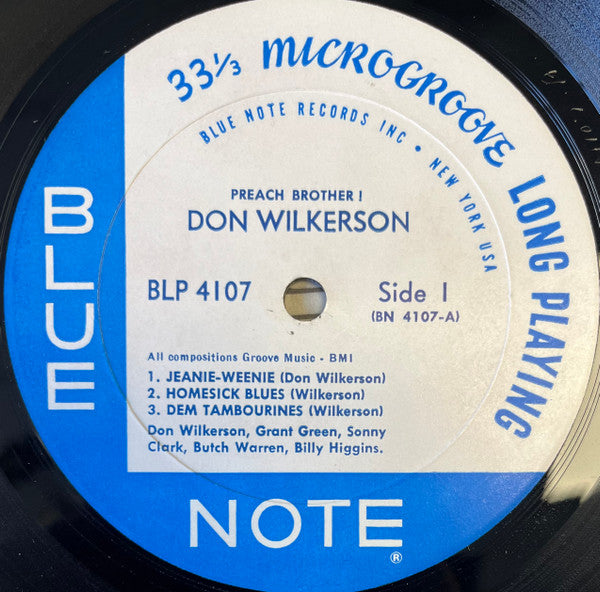 33⅓ MICROGROOVE LONG PLAYING
BLUE NOTE RECORDS INC • NEW YORK USA
PREACH BROTHER !
DON WILKERSON
BLP 4107
Side 1
(BN 4107-A)
All compositions Groove Music - BMI
1. JEANIE-WEENIE (Don Wilkerson)
2. HOMESICK BLUES (Wilkerson)
3. DEM TAMBOURINES (Wilkerson)
Don Wilkerson, Grant Green, Sonny
Clark, Butch Warren, Billy Higgins.
BLUE
NOTE®